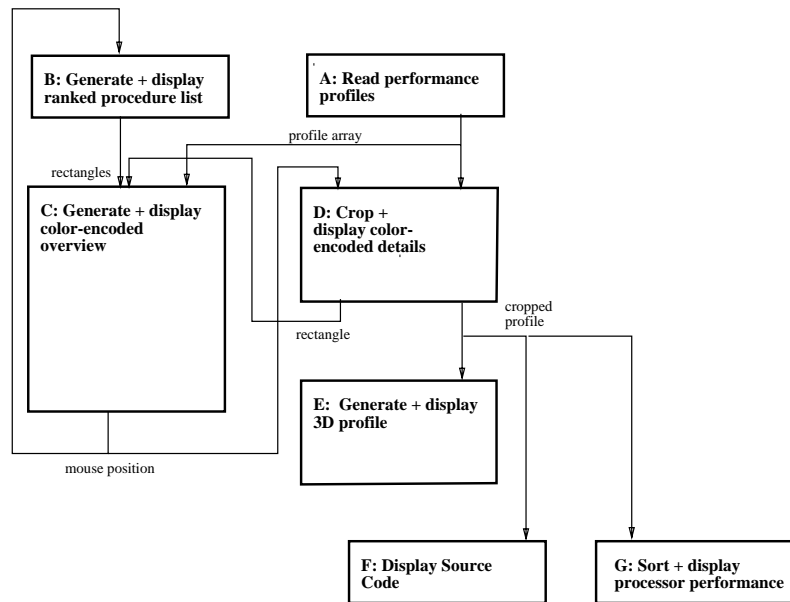 B: Generate + display
ranked procedure list
A: Read performance
profiles
profile array
rectangles
C: Generate + display
color-encoded
overview
D: Crop +
display color-
encoded details
cropped
profile
rectangle
E: Generate + display
3D profile
mouse position
F: Display Source
Code
G: Sort + display
processor performance